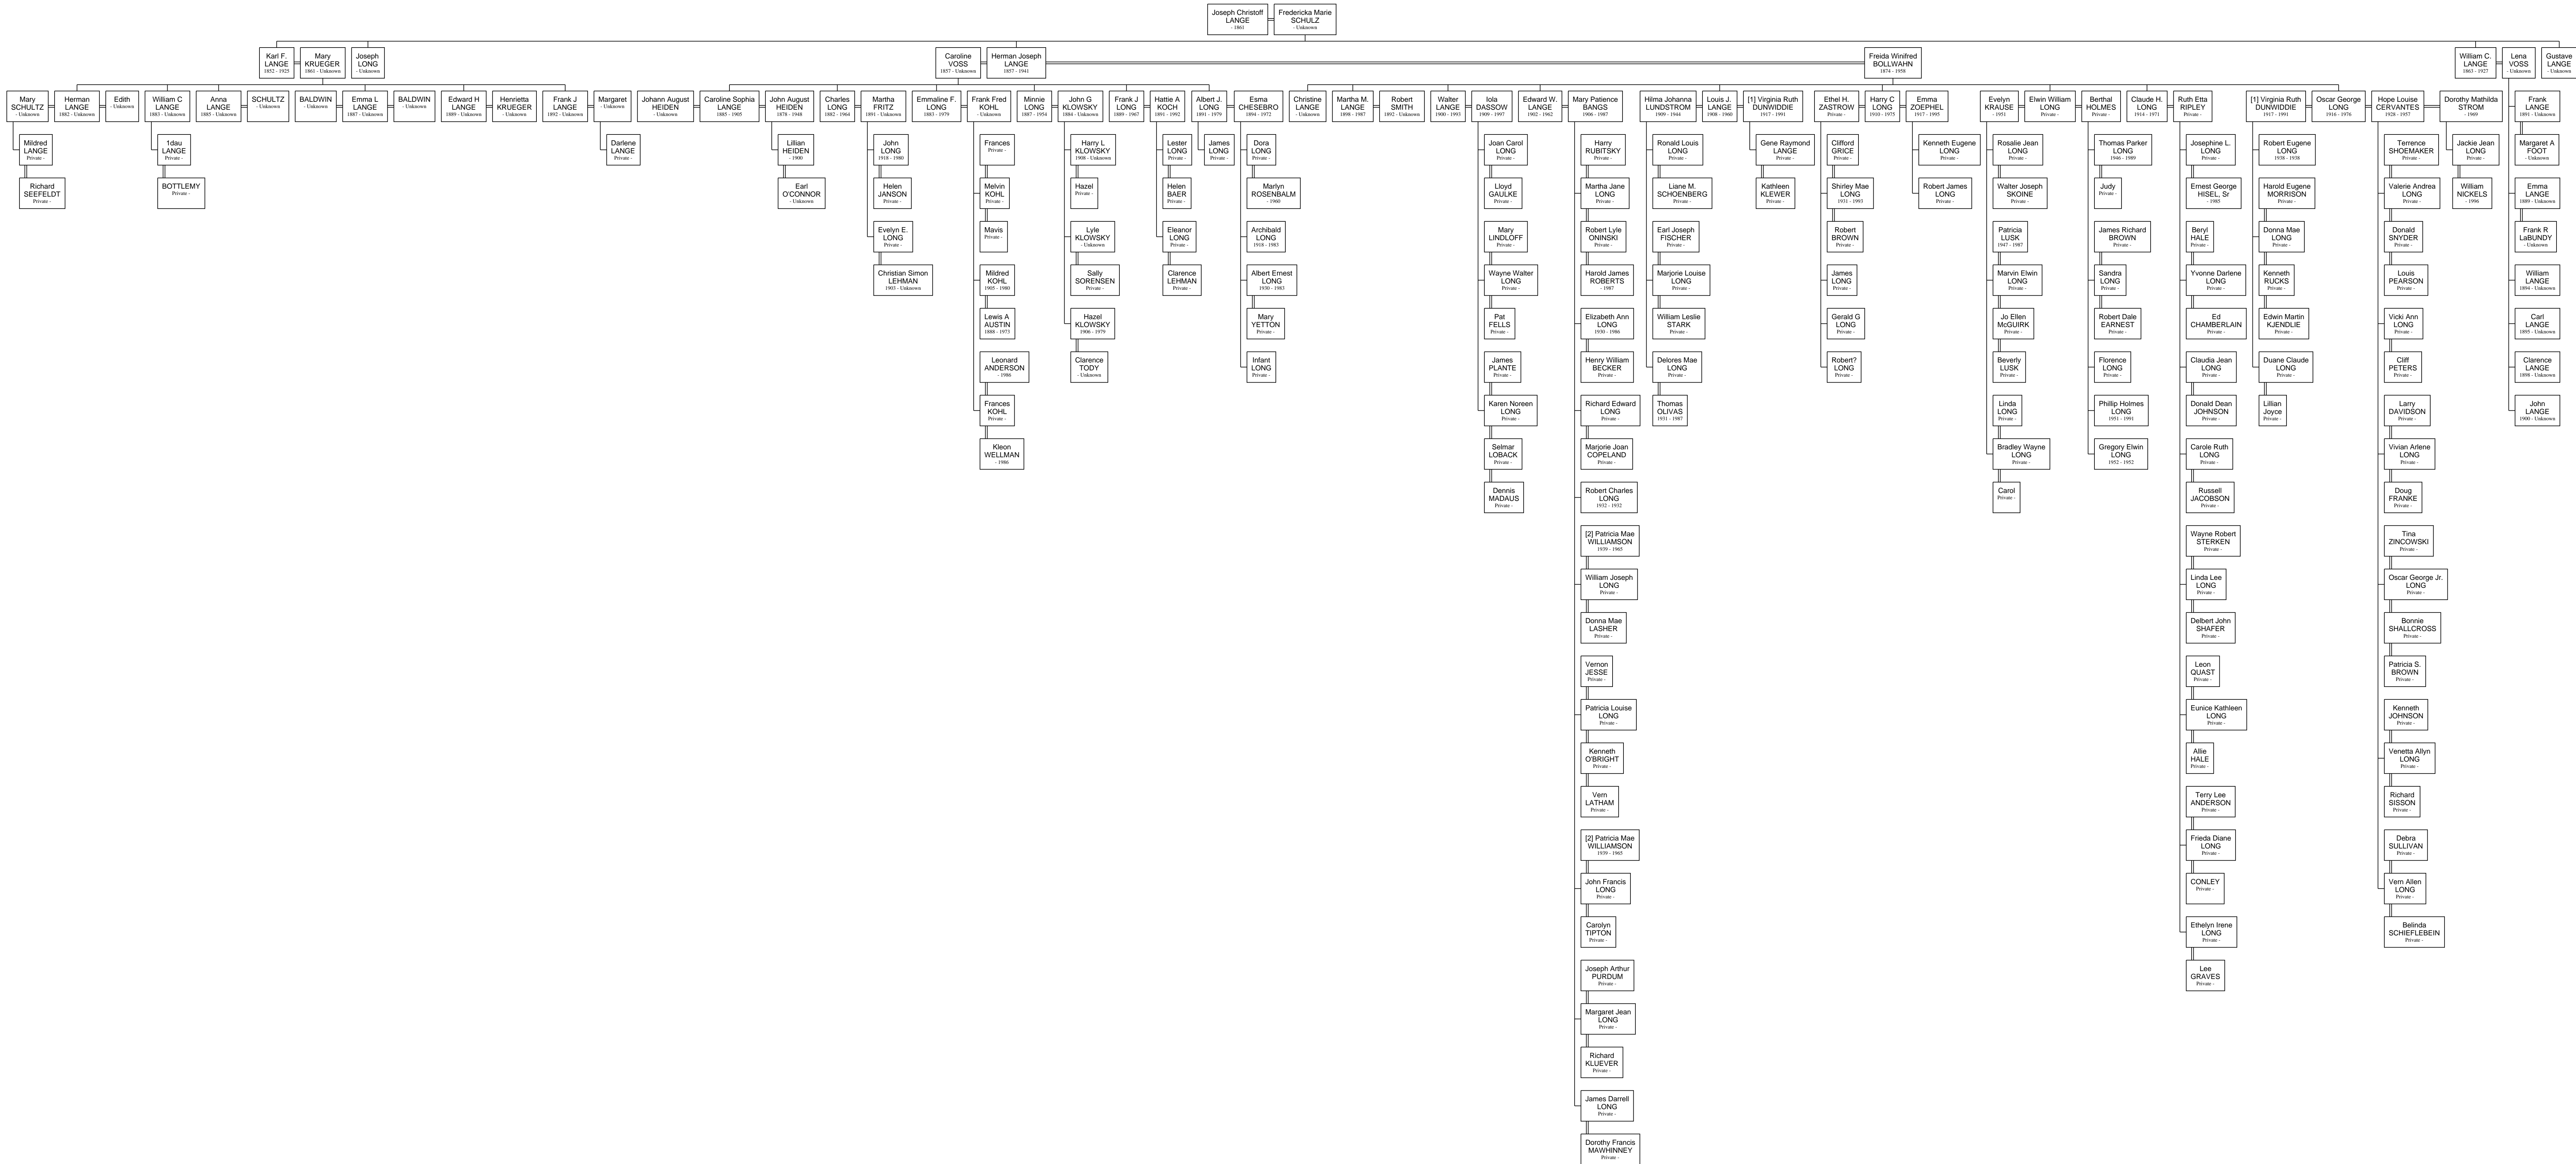 Joseph Christoff
LANGE
- 1861
Fredericka Marie
SCHULZ
- Unknown
Karl F.
LANGE
1852 - 1925
Mary
KRUEGER
1861 - Unknown
Joseph
LONG
- Unknown
Caroline
VOSS
1857 - Unknown
Herman Joseph
LANGE
1857 - 1941
Freida Winifred
BOLLWAHN
1874 - 1958
William C.
LANGE
1863 - 1927
Lena
VOSS
- Unknown
Gustave
LANGE
- Unknown
Mary
SCHULTZ
- Unknown
Herman
LANGE
1882 - Unknown
Edith
- Unknown
William C
LANGE
1883 - Unknown
Anna
LANGE
1885 - Unknown
SCHULTZ
- Unknown
BALDWIN
- Unknown
Emma L
LANGE
1887 - Unknown
BALDWIN
- Unknown
Edward H
LANGE
1889 - Unknown
Henrietta
KRUEGER
- Unknown
Frank J
LANGE
1892 - Unknown
Margaret
- Unknown
Johann August
HEIDEN
- Unknown
Caroline Sophia
LANGE
1885 - 1905
John August
HEIDEN
1878 - 1948
Charles
LONG
1882 - 1964
Martha
FRITZ
1891 - Unknown
Emmaline F.
LONG
1883 - 1979
Frank Fred
KOHL
- Unknown
Minnie
LONG
1887 - 1954
John G
KLOWSKY
1884 - Unknown
Frank J
LONG
1889 - 1967
Hattie A
KOCH
1891 - 1992
Albert J.
LONG
1891 - 1979
Esma
CHESEBRO
1894 - 1972
Christine
LANGE
- Unknown
Martha M.
LANGE
1898 - 1987
Robert
SMITH
1892 - Unknown
Walter
LANGE
1900 - 1993
Iola
DASSOW
1909 - 1997
Edward W.
LANGE
1902 - 1962
Mary Patience
BANGS
1906 - 1987
Hilma Johanna
LUNDSTROM
1909 - 1944
Louis J.
LANGE
1908 - 1960
[1] Virginia Ruth
DUNWIDDIE
1917 - 1991
Ethel H.
ZASTROW
Private -
Harry C
LONG
1910 - 1975
Emma
ZOEPHEL
1917 - 1995
Evelyn
KRAUSE
- 1951
Elwin William
LONG
Private -
Berthal
HOLMES
Private -
Claude H.
LONG
1914 - 1971
Ruth Etta
RIPLEY
Private -
[1] Virginia Ruth
DUNWIDDIE
1917 - 1991
Oscar George
LONG
1916 - 1976
Hope Louise
CERVANTES
1928 - 1957
Dorothy Mathilda
STROM
- 1969
Frank
LANGE
1891 - Unknown
Mildred
LANGE
Private -
1dau
LANGE
Private -
Darlene
LANGE
Private -
Lillian
HEIDEN
- 1900
John
LONG
1918 - 1980
Frances
Private -
Harry L
KLOWSKY
1908 - Unknown
Lester
LONG
Private -
James
LONG
Private -
Dora
LONG
Private -
Joan Carol
LONG
Private -
Harry
RUBITSKY
Private -
Ronald Louis
LONG
Private -
Gene Raymond
LANGE
Private -
Clifford
GRICE
Private -
Kenneth Eugene
LONG
Private -
Rosalie Jean
LONG
Private -
Thomas Parker
LONG
1946 - 1989
Josephine L.
LONG
Private -
Robert Eugene
LONG
1938 - 1938
Terrence
SHOEMAKER
Private -
Jackie Jean
LONG
Private -
Margaret A
FOOT
- Unknown
Richard
SEEFELDT
Private -
BOTTLEMY
Private -
Earl
O'CONNOR
- Unknown
Helen
JANSON
Private -
Melvin
KOHL
Private -
Hazel
Private -
Helen
BAER
Private -
Marlyn
ROSENBALM
- 1960
Lloyd
GAULKE
Private -
Martha Jane
LONG
Private -
Liane M.
SCHOENBERG
Private -
Kathleen
KLEWER
Private -
Shirley Mae
LONG
1931 - 1993
Robert James
LONG
Private -
Walter Joseph
SKOINE
Private -
Judy
Private -
Ernest George
HISEL, Sr
- 1985
Harold Eugene
MORRISON
Private -
Valerie Andrea
LONG
Private -
William
NICKELS
- 1996
Emma
LANGE
1889 - Unknown
Evelyn E.
LONG
Private -
Mavis
Private -
Lyle
KLOWSKY
- Unknown
Eleanor
LONG
Private -
Archibald
LONG
1918 - 1983
Mary
LINDLOFF
Private -
Robert Lyle
ONINSKI
Private -
Earl Joseph
FISCHER
Private -
Robert
BROWN
Private -
Patricia
LUSK
1947 - 1987
James Richard
BROWN
Private -
Beryl
HALE
Private -
Donna Mae
LONG
Private -
Donald
SNYDER
Private -
Frank R
LaBUNDY
- Unknown
Christian Simon
LEHMAN
1903 - Unknown
Mildred
KOHL
1905 - 1980
Sally
SORENSEN
Private -
Clarence
LEHMAN
Private -
Albert Ernest
LONG
1930 - 1983
Wayne Walter
LONG
Private -
Harold James
ROBERTS
- 1987
Marjorie Louise
LONG
Private -
James
LONG
Private -
Marvin Elwin
LONG
Private -
Sandra
LONG
Private -
Yvonne Darlene
LONG
Private -
Kenneth
RUCKS
Private -
Louis
PEARSON
Private -
William
LANGE
1894 - Unknown
Lewis A
AUSTIN
1888 - 1973
Hazel
KLOWSKY
1906 - 1979
Mary
YETTON
Private -
Pat
FELLS
Private -
Elizabeth Ann
LONG
1930 - 1986
William Leslie
STARK
Private -
Gerald G
LONG
Private -
Jo Ellen
McGUIRK
Private -
Robert Dale
EARNEST
Private -
Ed
CHAMBERLAIN
Private -
Edwin Martin
KJENDLIE
Private -
Vicki Ann
LONG
Private -
Carl
LANGE
1895 - Unknown
Leonard
ANDERSON
- 1986
Clarence
TODY
- Unknown
Infant
LONG
Private -
James
PLANTE
Private -
Henry William
BECKER
Private -
Delores Mae
LONG
Private -
Robert?
LONG
Private -
Beverly
LUSK
Private -
Florence
LONG
Private -
Claudia Jean
LONG
Private -
Duane Claude
LONG
Private -
Cliff
PETERS
Private -
Clarence
LANGE
1898 - Unknown
Frances
KOHL
Private -
Karen Noreen
LONG
Private -
Richard Edward
LONG
Private -
Thomas
OLIVAS
1931 - 1987
Linda
LONG
Private -
Phillip Holmes
LONG
1951 - 1991
Donald Dean
JOHNSON
Private -
Lillian
Joyce
Private -
Larry
DAVIDSON
Private -
John
LANGE
1900 - Unknown
Kleon
WELLMAN
- 1986
Selmar
LOBACK
Private -
Marjorie Joan
COPELAND
Private -
Bradley Wayne
LONG
Private -
Gregory Elwin
LONG
1952 - 1952
Carole Ruth
LONG
Private -
Vivian Arlene
LONG
Private -
Dennis
MADAUS
Private -
Robert Charles
LONG
1932 - 1932
Carol
Private -
Russell
JACOBSON
Private -
Doug
FRANKE
Private -
[2] Patricia Mae
WILLIAMSON
1939 - 1965
Wayne Robert
STERKEN
Private -
Tina
ZINCOWSKI
Private -
William Joseph
LONG
Private -
Linda Lee
LONG
Private -
Oscar George Jr.
LONG
Private -
Donna Mae
LASHER
Private -
Delbert John
SHAFER
Private -
Bonnie
SHALLCROSS
Private -
Vernon
JESSE
Private -
Leon
QUAST
Private -
Patricia S.
BROWN
Private -
Patricia Louise
LONG
Private -
Eunice Kathleen
LONG
Private -
Kenneth
JOHNSON
Private -
Kenneth
O'BRIGHT
Private -
Allie
HALE
Private -
Venetta Allyn
LONG
Private -
Vern
LATHAM
Private -
Terry Lee
ANDERSON
Private -
Richard
SISSON
Private -
[2] Patricia Mae
WILLIAMSON
1939 - 1965
Frieda Diane
LONG
Private -
Debra
SULLIVAN
Private -
John Francis
LONG
Private -
CONLEY
Private -
Vern Allen
LONG
Private -
Carolyn
TIPTON
Private -
Ethelyn Irene
LONG
Private -
Belinda
SCHIEFLEBEIN
Private -
Joseph Arthur
PURDUM
Private -
Lee
GRAVES
Private -
Margaret Jean
LONG
Private -
Richard
KLUEVER
Private -
James Darrell
LONG
Private -
Dorothy Francis
MAWHINNEY
Private -